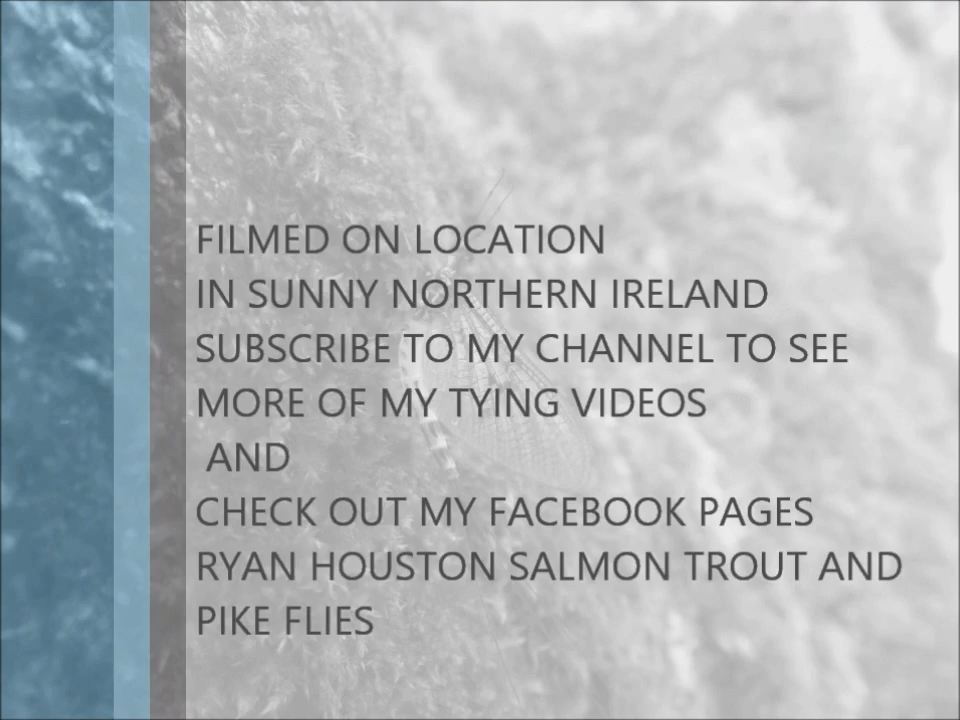 FILMED ON LOCATION
IN SUNNY NORTHERN IRELAND
SUBSCRIBE TO MY CHANNEL TO SEE
MORE OF MY TYING VIDEOS
AND
CHECK OUT MY FACEBOOK PAGES
RYAN HOUSTON SALMON TROUT AND
PIKE FLIES